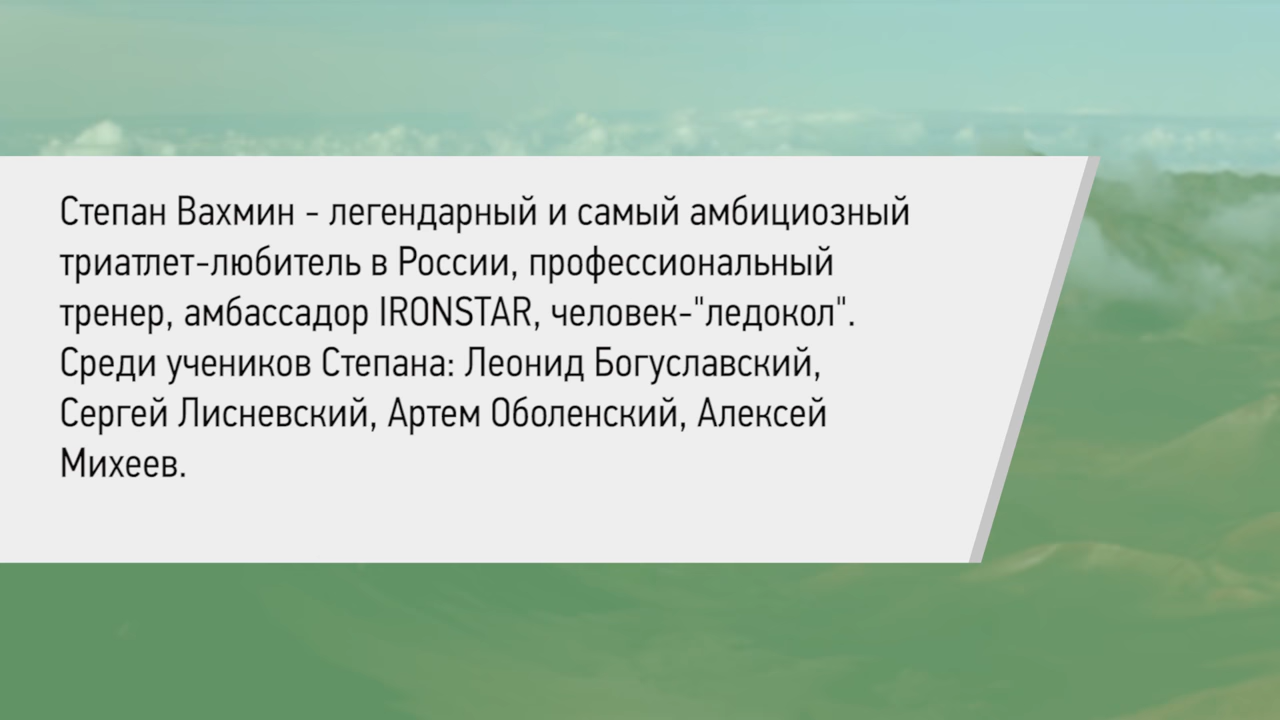 Степан Вахмин - легендарный и самый амбициозный
триатлет-любитель в России, профессиональный
тренер, амбассадор IRONSTAR, человек-"ледокол".
Среди учеников Степана: Леонид Богуславский,
Сергей Лисневский, Артем Оболенский, Алексей
Михеев.